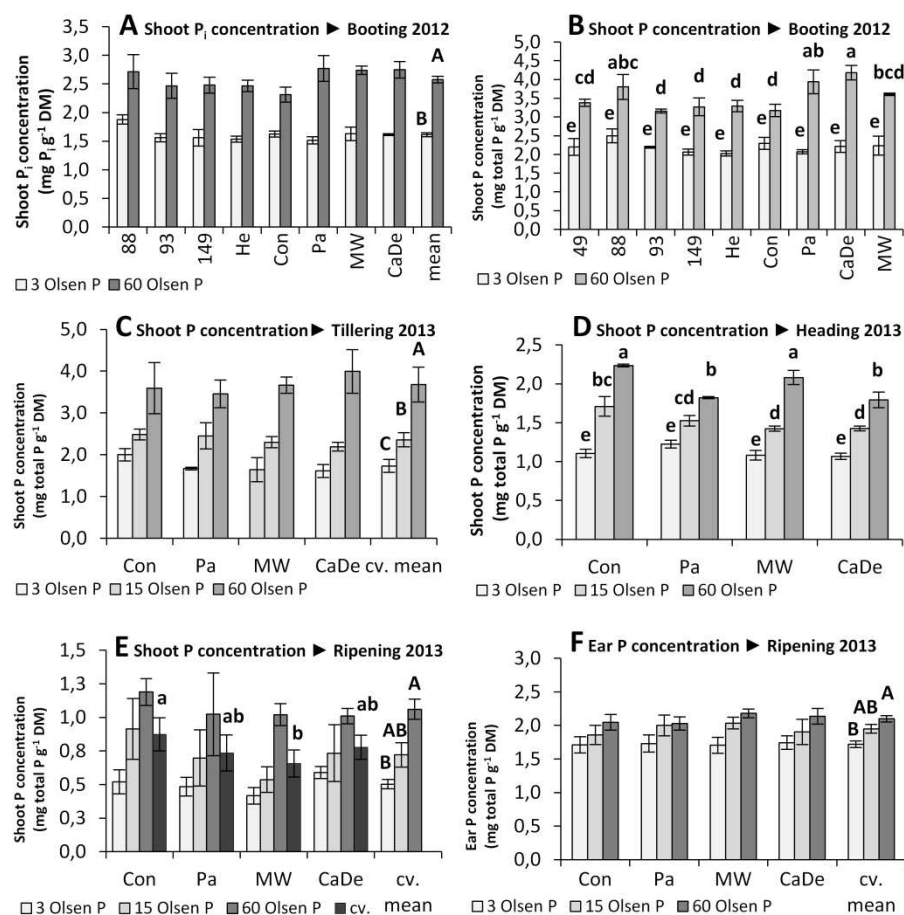 A Shoot Pi concentration ► Booting 2012
Shoot Pi concentration
(mg Pi g-1 DM)
3,5
3,0
2,5
2,0
1,5
1,0
0,5
0,0
A
B
88 93 149 He Con Pa MW CaDe mean
3 Olsen P 60 Olsen P
B Shoot P concentration ► Booting 2012
Shoot P concentration
(mg total P g-1 DM)
5,0
4,5
4,0
3,5
3,0
2,5
2,0
1,5
1,0
0,5
0,0
e cd e abc e d e d e d e d e ab e a e bcd
49 88 93 149 He Con Pa CaDe MW
3 Olsen P 60 Olsen P
C Shoot P concentration ► Tillering 2013
Shoot P concentration
(mg total P g-1 DM)
5,0
4,0
3,0
2,0
1,0
0,0
C B A
Con Pa MW CaDe cv. mean
3 Olsen P 15 Olsen P 60 Olsen P
D Shoot P concentration ► Heading 2013
Shoot P concentration
(mg total P g-1 DM)
2,5
2,0
1,5
1,0
0,5
0,0
e bc a e cd b e d a e d b
Con Pa MW CaDe
3 Olsen P 15 Olsen P 60 Olsen P
E Shoot P concentration ► Ripening 2013
Shoot P concentration
(mg total P g-1 DM)
1,5
1,3
1,0
0,8
0,5
0,3
0,0
a ab b ab B AB A
Con Pa MW CaDe cv.
3 Olsen P 15 Olsen P 60 Olsen P cv. mean
F Ear P concentration ► Ripening 2013
Ear P concentration
(mg total P g-1 DM)
3,0
2,5
2,0
1,5
1,0
0,5
0,0
B AB A
Con Pa MW CaDe cv.
mean
3 Olsen P 15 Olsen P 60 Olsen P